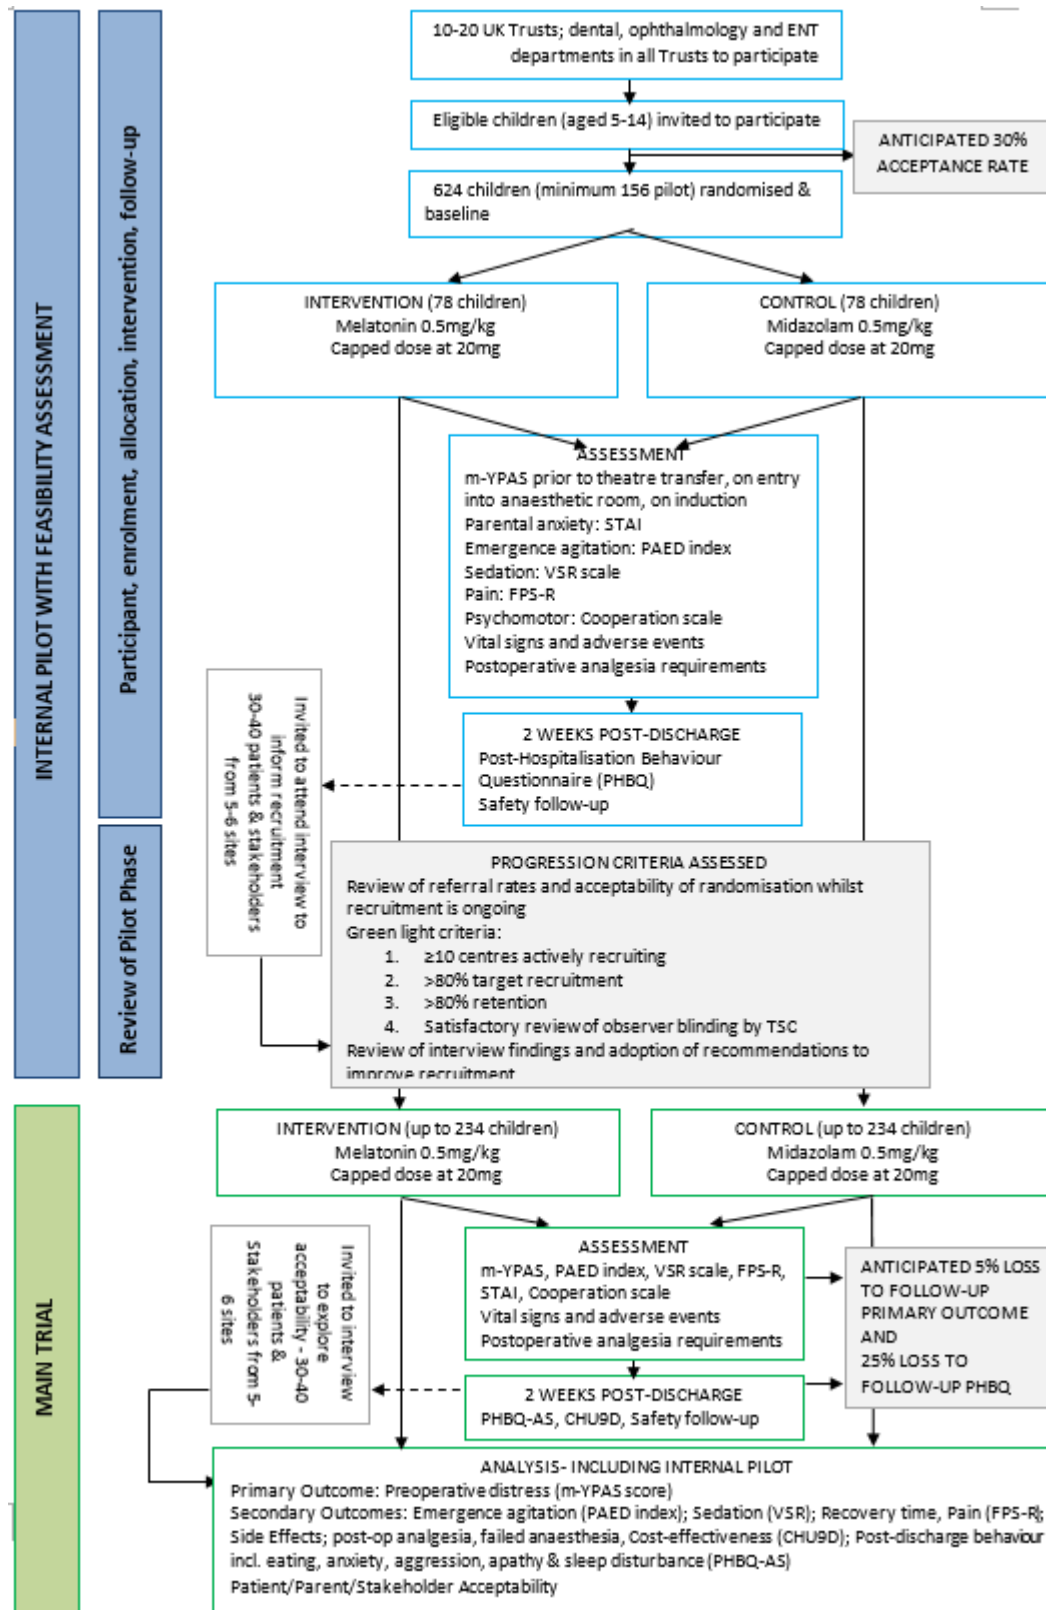 INTERNAL PILOT WITH FEASIBILITY ASSESSMENT
Participant, enrolment, allocation, intervention, follow-up
10-20 UK Trusts; dental, ophthalmology and ENT
departments in all Trusts to participate
Eligible children (aged 5-14) invited to participate
ANTICIPATED 30%
ACCEPTANCE RATE
624 children (minimum 156 pilot) randomised &
baseline
INTERVENTION (78 children)
Melatonin 0.5mg/kg
Capped dose at 20mg
CONTROL (78 children)
Midazolam 0.5mg/kg
Capped dose at 20mg
ASSESSMENT
m-YPAS prior to theatre transfer, on entry
into anaesthetic room, on induction
Parental anxiety: STAI
Emergence agitation: PAED index
Sedation: VSR scale
Pain: FPS-R
Psychomotor: Cooperation scale
Vital signs and adverse events
Postoperative analgesia requirements
2 WEEKS POST-DISCHARGE
Post-Hospitalisation Behaviour
Questionnaire (PHBQ)
Safety follow-up
Invited to attend interview to
inform recruitment
30-40 patients & stakeholders
from 5-6 sites
Review of Pilot Phase
PROGRESSION CRITERIA ASSESSED
Review of referral rates and acceptability of randomisation whilst
recruitment is ongoing
Green light criteria:
1. ≥10 centres actively recruiting
2. >80% target recruitment
3. >80% retention
4. Satisfactory review of observer blinding by TSC
Review of interview findings and adoption of recommendations to
improve recruitment
MAIN TRIAL
INTERVENTION (up to 234 children)
Melatonin 0.5mg/kg
Capped dose at 20mg
CONTROL (up to 234 children)
Midazolam 0.5mg/kg
Capped dose at 20mg
ASSESSMENT
m-YPAS, PAED index, VSR scale, FPS-R,
STAI, Cooperation scale
Vital signs and adverse events
Postoperative analgesia requirements
ANTICIPATED 5% LOSS
TO FOLLOW-UP
PRIMARY OUTCOME
AND
25% LOSS TO
FOLLOW-UP PHBQ
Invited to interview
to explore
acceptability - 30-40
patients &
Stakeholders from 5-
6 sites
2 WEEKS POST-DISCHARGE
PHBQ-AS, CHU9D, Safety follow-up
ANALYSIS- INCLUDING INTERNAL PILOT
Primary Outcome: Preoperative distress (m-YPAS score)
Secondary Outcomes: Emergence agitation (PAED index); Sedation (VSR); Recovery time, Pain (FPS-R);
Side Effects; post-op analgesia, failed anaesthesia, Cost-effectiveness (CHU9D); Post-discharge behaviour
incl. eating, anxiety, aggression, apathy & sleep disturbance (PHBQ-AS)
Patient/Parent/Stakeholder Acceptability